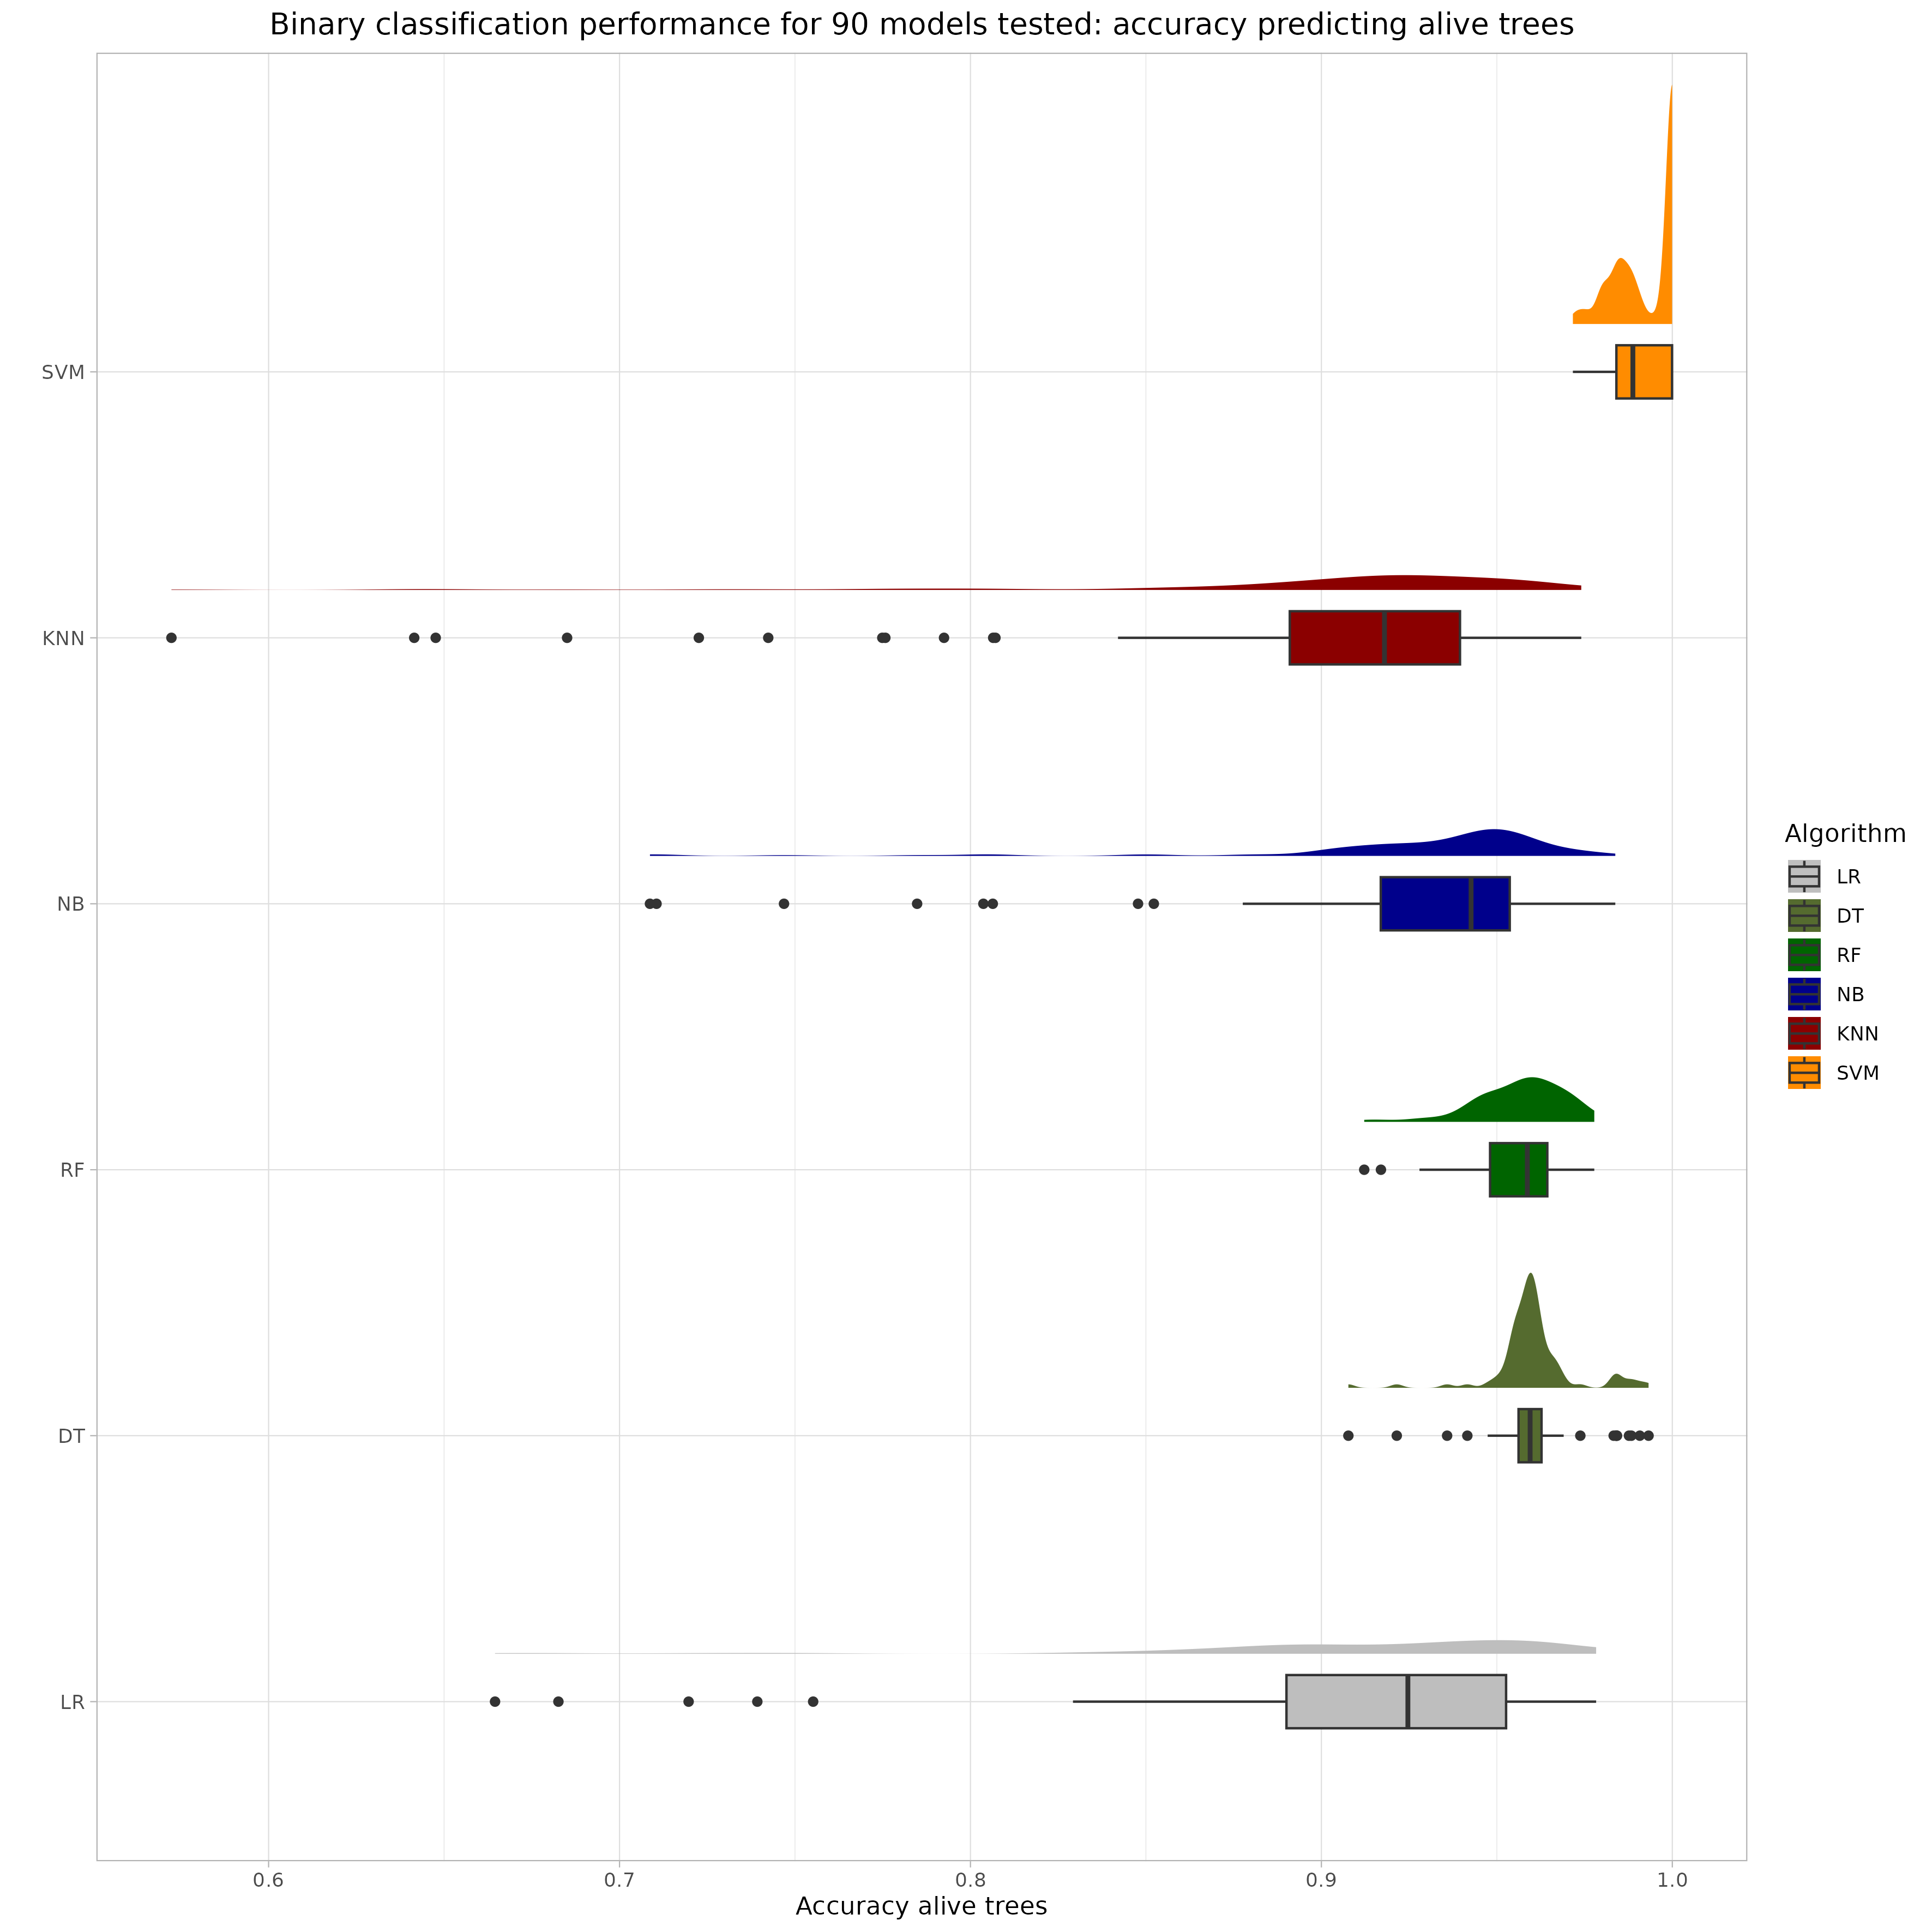 Binary classification performance for 90 models tested: accuracy predicting alive trees
SVM
KNN
NB
RF
DT
LR
0.6 0.7 0.8 0.9 1.0
Accuracy alive trees
Algorithm
LR
DT
RF
NB
KNN
SVM